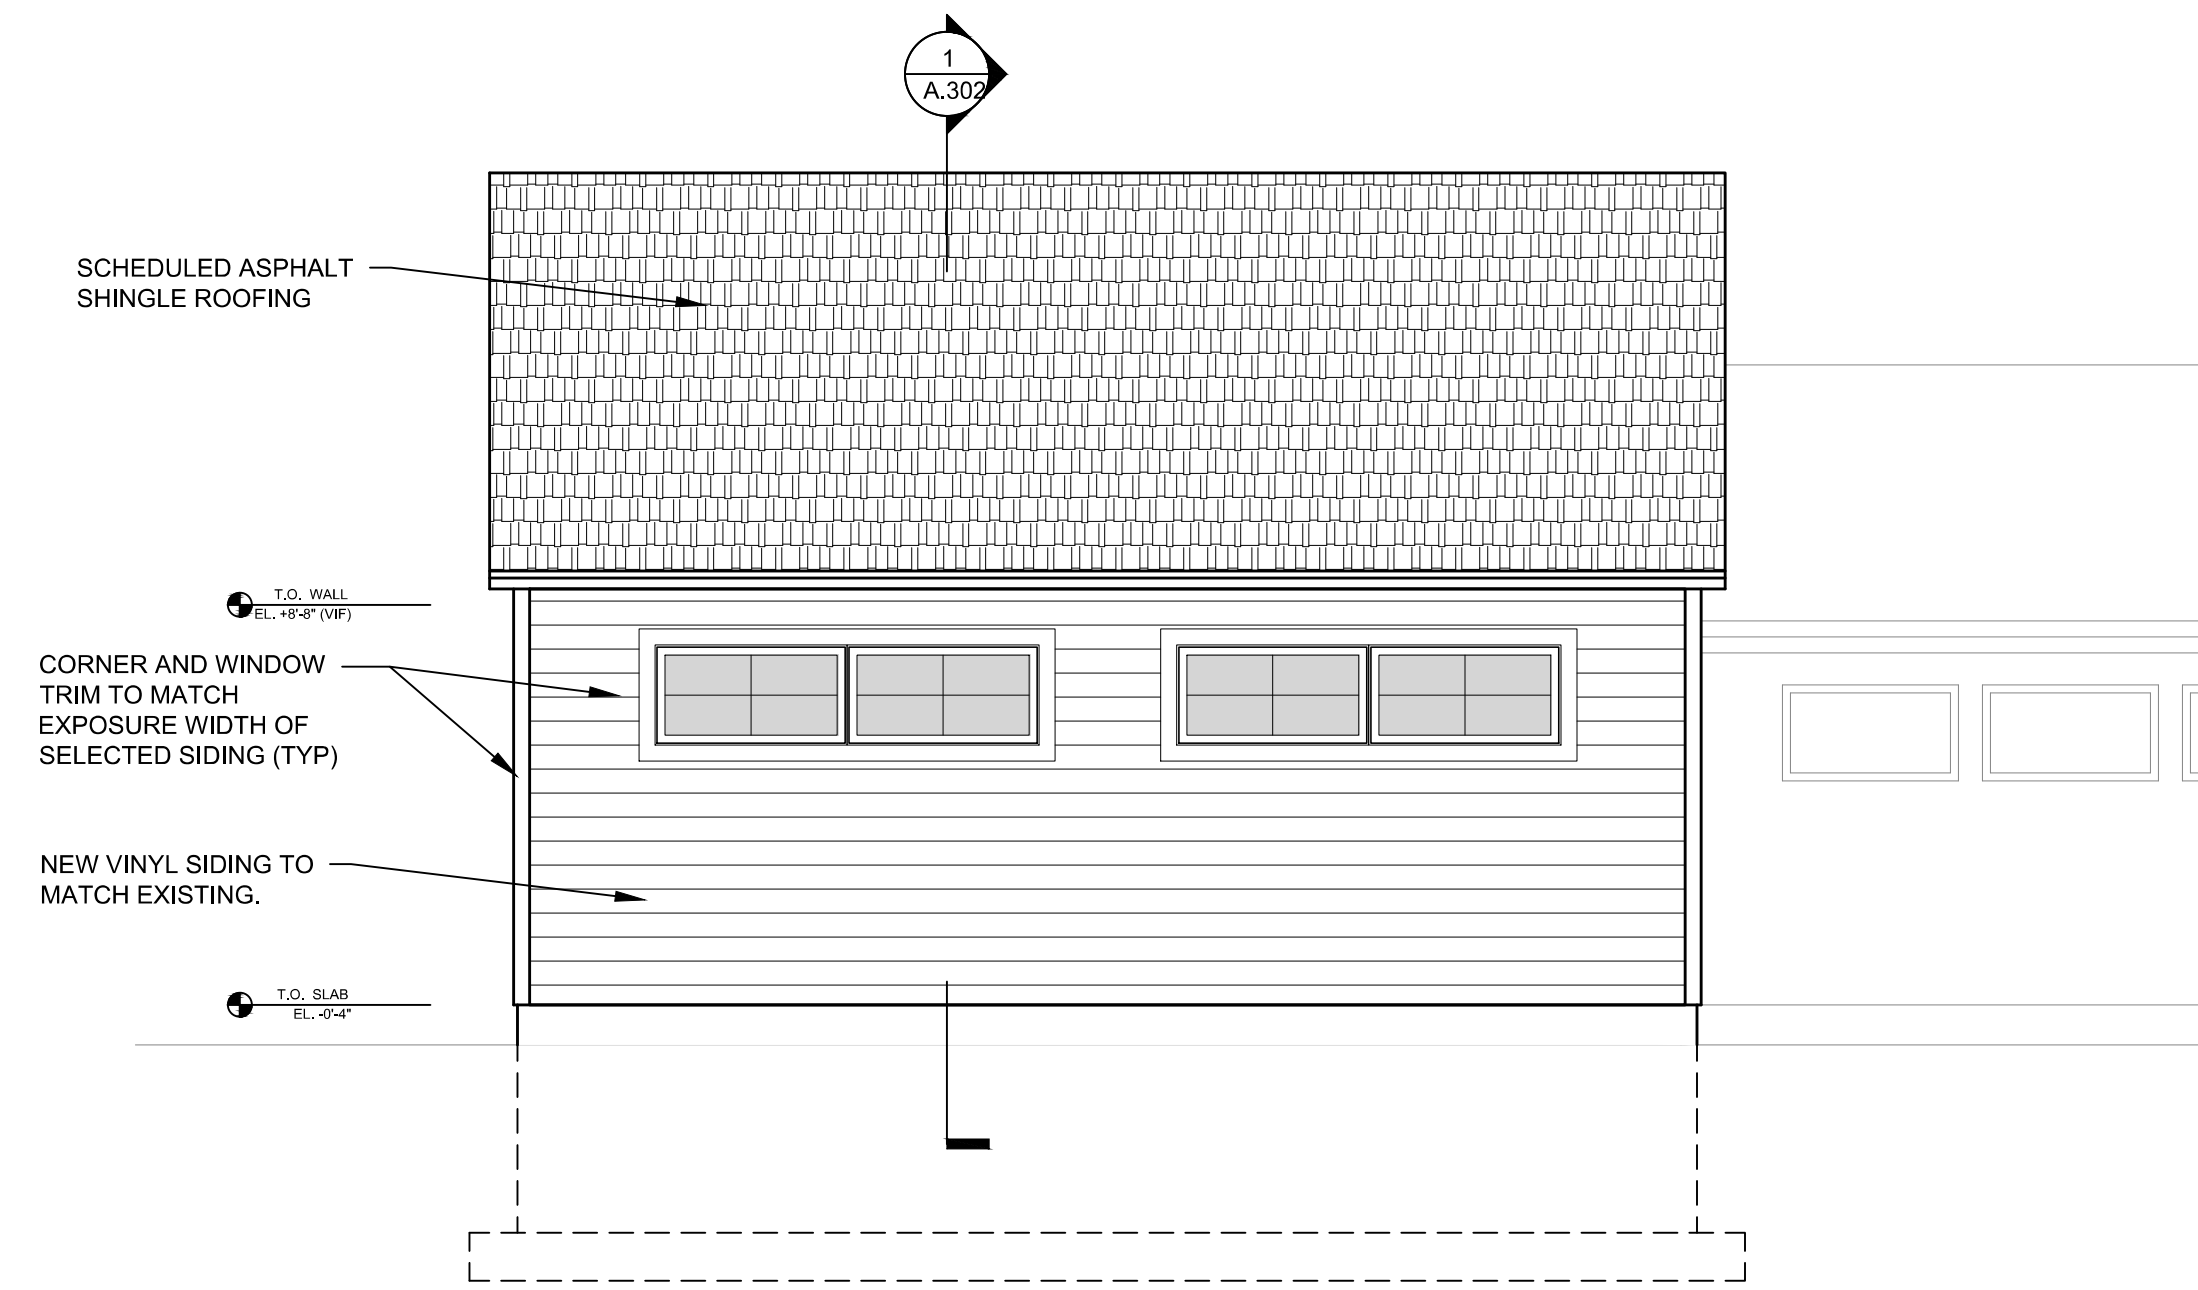 1
A.302
SCHEDULED ASPHALT
SHINGLE ROOFING
T.O. WALL
EL. +8'-8" (VIF)
CORNER AND WINDOW
TRIM TO MATCH
EXPOSURE WIDTH OF
SELECTED SIDING (TYP)
NEW VINYL SIDING TO
MATCH EXISTING.
T.O. SLAB
EL. -0'-4"